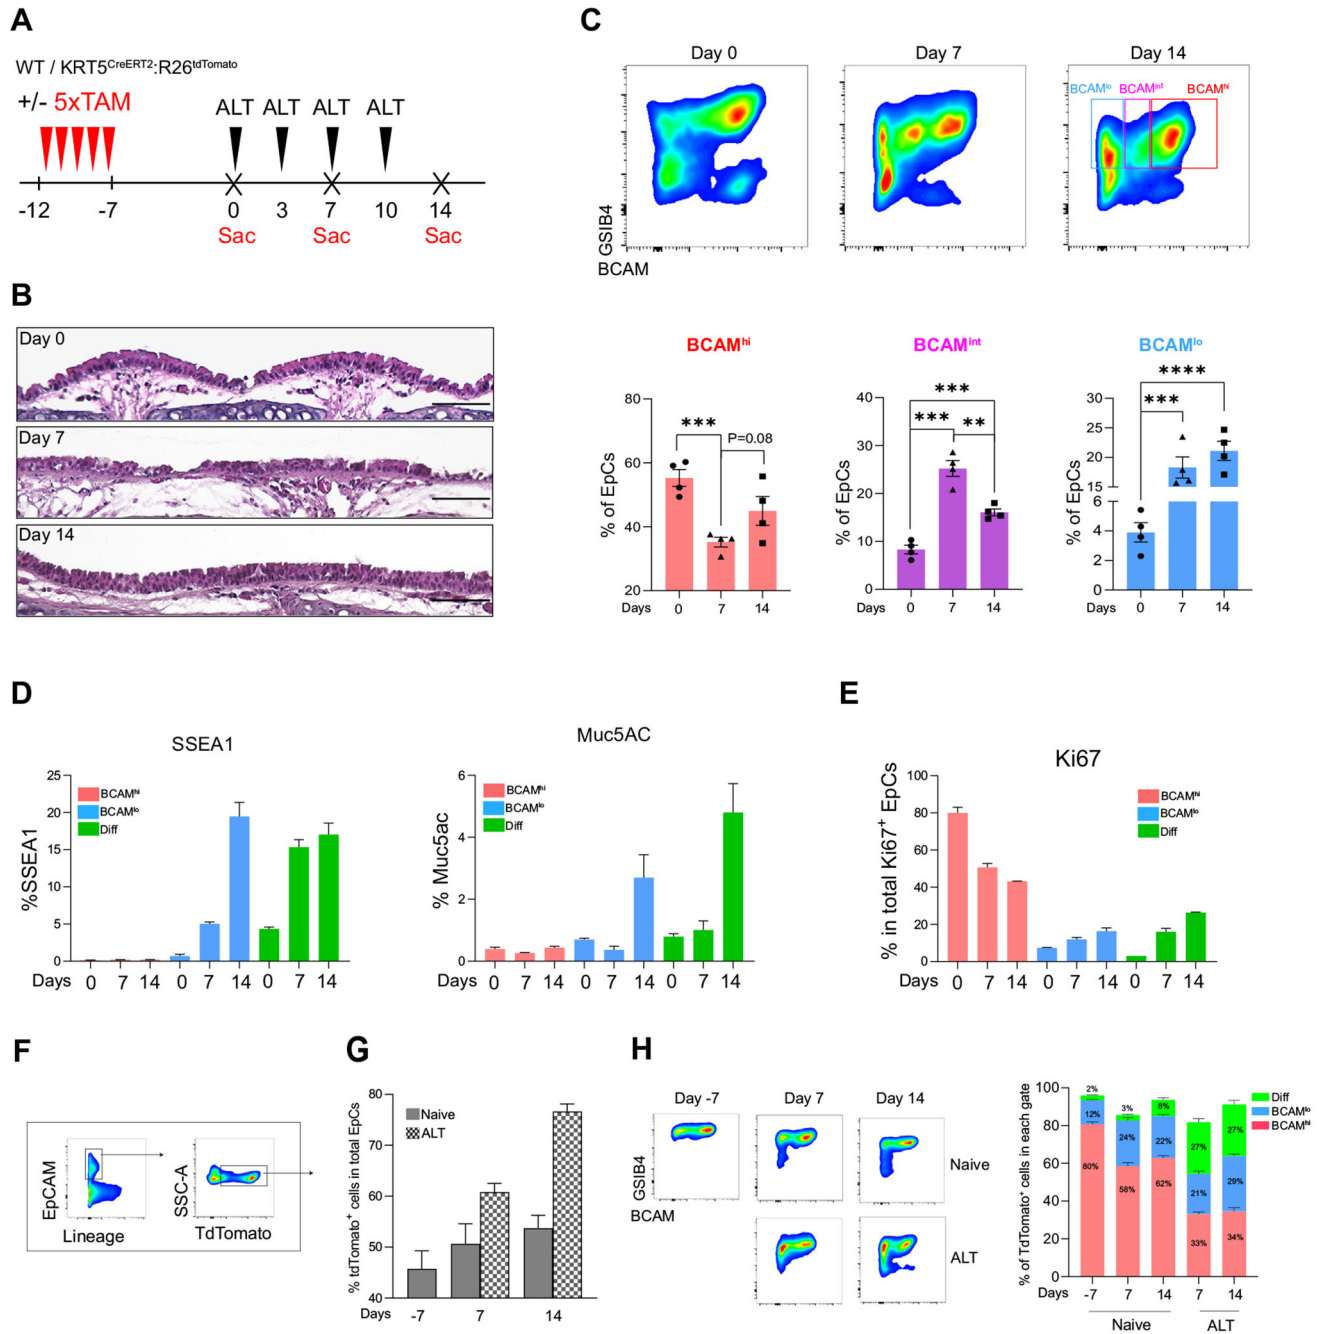 A
WT / KRT5CreERT2:R26tdTomato
+/- 5xTAM
ALT ALT ALT ALT
-12 -7 0 3 7 10 14
Sac Sac Sac
B
Day 0
Day 7
Day 14
C
Day 0 Day 7 Day 14
BCAMlo BCAMint BCAMhi
GSIB4
BCAM
BCAMhi
% of EpCs
80
60
40
20
*** P=0.08
Days 0 7 14
BCAMint
% of EpCs
40
30
20
10
0
***
*** **
Days 0 7 14
BCAMlo
% of EpCs
30
25
20
15
6
4
2
0
****
***
Days 0 7 14
D
SSEA1
%SSEA1
25
20
15
10
5
0
BCAMhi
BCAMlo
Diff
Days 0 7 14 0 7 14 0 7 14
Muc5AC
% Muc5ac
6
4
2
0
BCAMhi
BCAMlo
Diff
Days 0 7 14 0 7 14 0 7 14
E
Ki67
% in total Ki67+ EpCs
100
80
60
40
20
0
BCAMhi
BCAMlo
Diff
Days 0 7 14 0 7 14 0 7 14
F
EpCAM
Lineage
SSC-A
TdTomato
G
% tdTomato+ cells in total EpCs
80
70
60
50
40
Naive
ALT
Days -7 7 14
H
Day -7 Day 7 Day 14
GSIB4
BCAM
Naive
ALT
% of TdTomato+ cells in each gate
100
80
60
40
20
0
2% 3% 8% 27% 27%
12% 24% 22% 21% 29%
80% 58% 62% 33% 34%
Diff
BCAMlo
BCAMhi
Days -7 7 14 7 14
Naive ALT